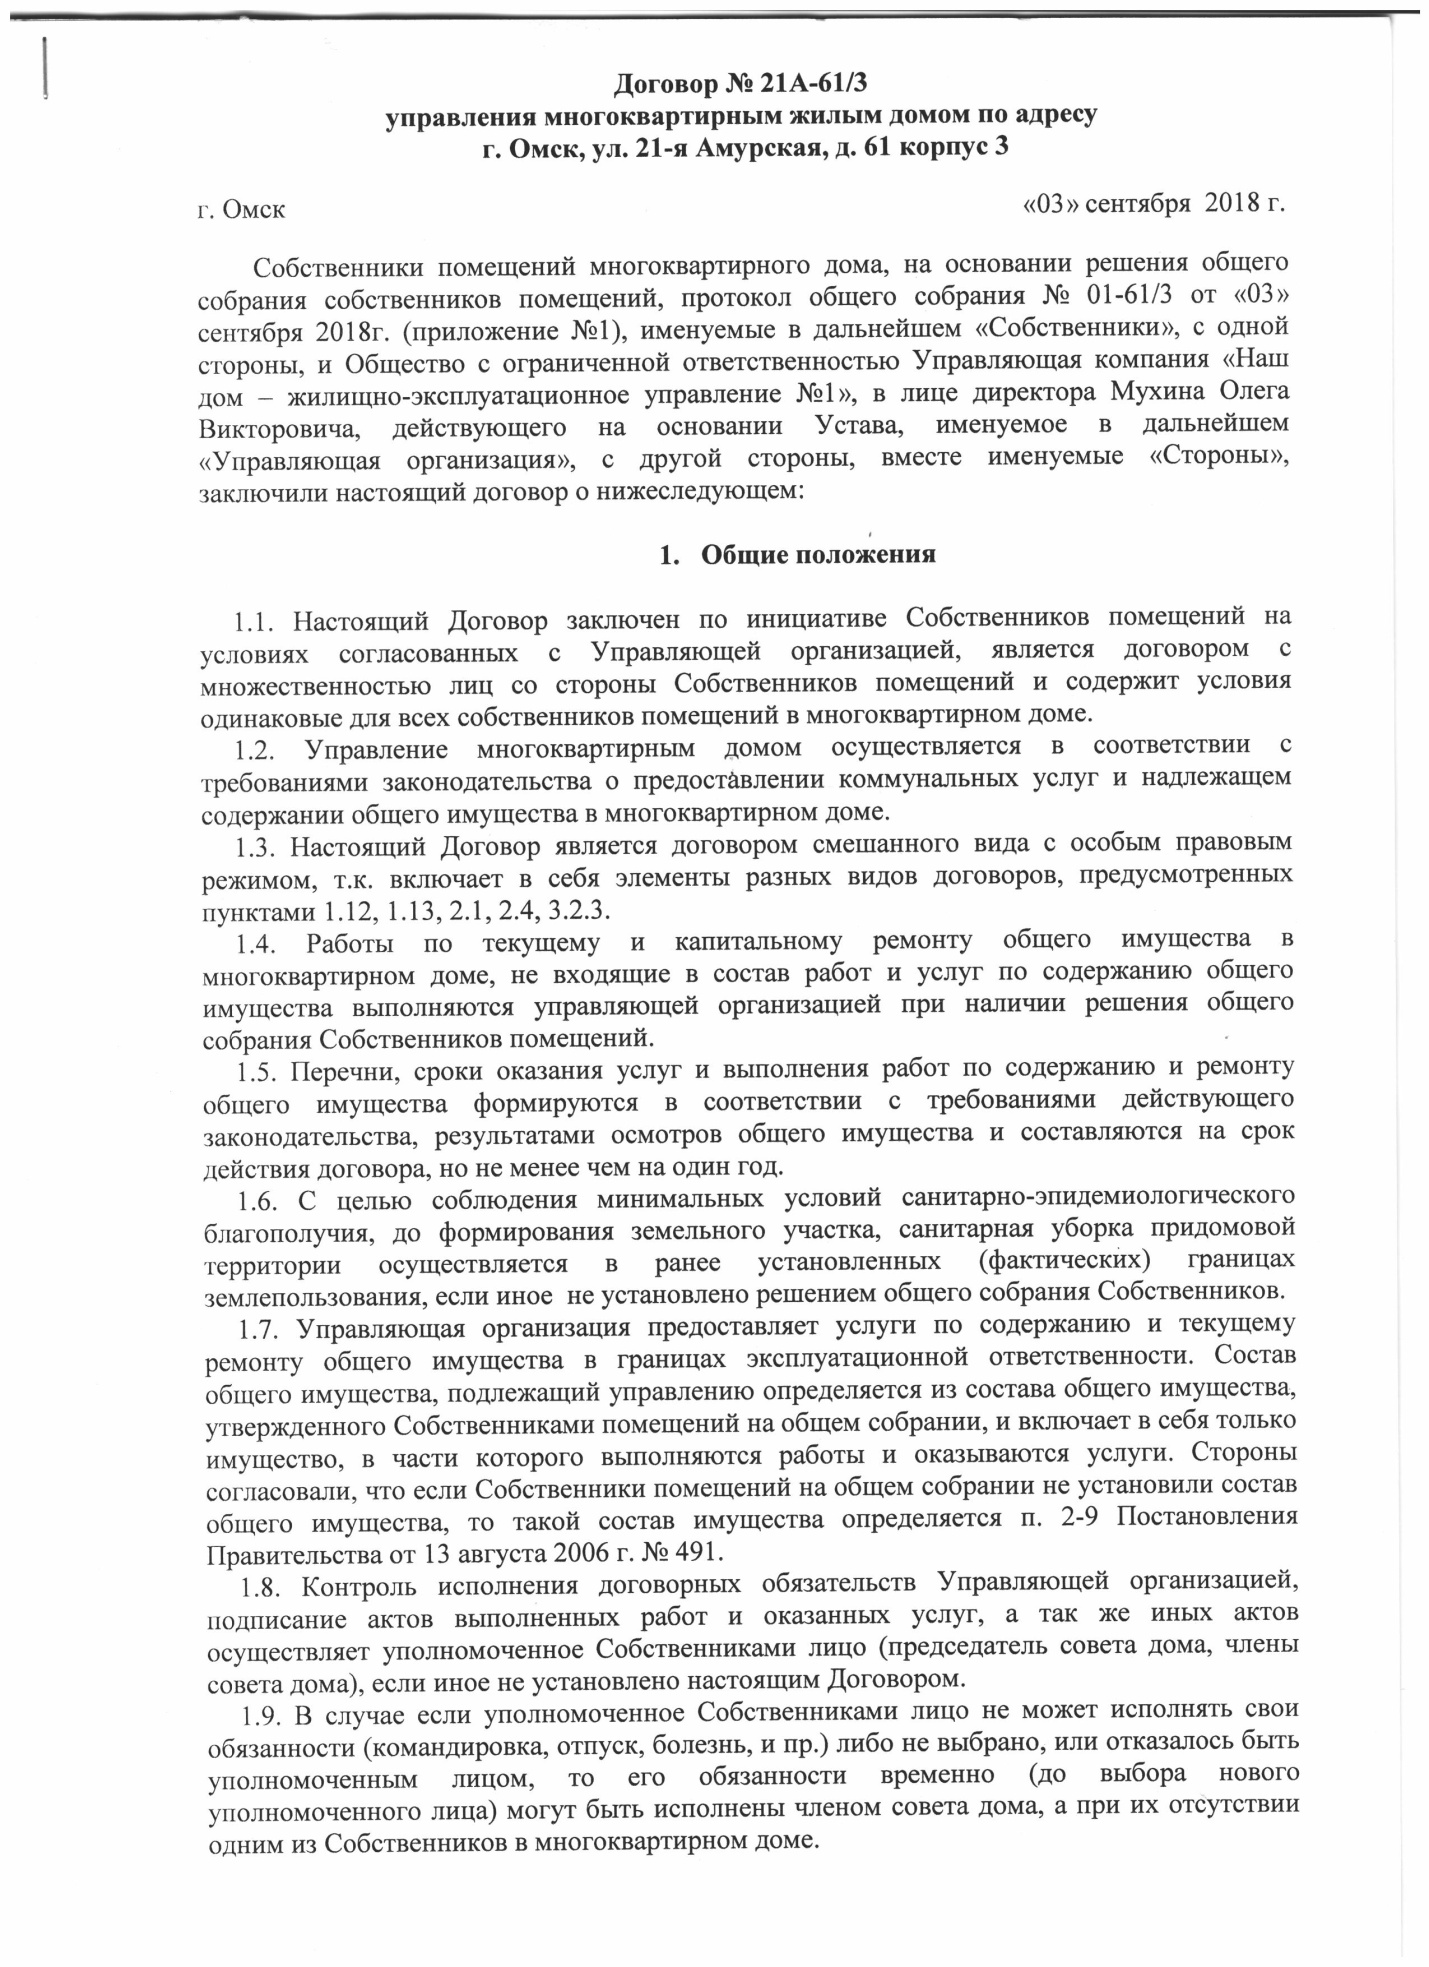 Договор № 21А-61/3
управления многоквартирным жилым домом по адресу
г. Омск, ул. 21-я Амурская, д. 61 корпус 3
г. Омск «03» сентября 2018 г.
Собственники помещений многоквартирного дома, на основании решения общего
собрания собственников помещений, протокол общего собрания № 01-61/3 от «03»
сентября 2018г. (приложение №1), именуемые в дальнейшем «Собственники», с одной
стороны, и Общество с ограниченной ответственностью Управляющая компания «Наш
дом – жилищно-эксплуатационное управление №1», в лице директора Мухина Олега
Викторовича, действующего на основании Устава, именуемое в дальнейшем
«Управляющая организация», с другой стороны, вместе именуемые «Стороны»,
заключили настоящий договор о нижеследующем:
1. Общие положения
1.1. Настоящий Договор заключен по инициативе Собственников помещений на
условиях согласованных с Управляющей организацией, является договором с
множественностью лиц со стороны Собственников помещений и содержит условия
одинаковые для всех собственников помещений в многоквартирном доме.
1.2. Управление многоквартирным домом осуществляется в соответствии с
требованиями законодательства о предоставлении коммунальных услуг и надлежащем
содержании общего имущества в многоквартирном доме.
1.3. Настоящий Договор является договором смешанного вида с особым правовым
режимом, т.к. включает в себя элементы разных видов договоров, предусмотренных
пунктами 1.12, 1.13, 2.1, 2.4, 3.2.3.
1.4. Работы по текущему и капитальному ремонту общего имущества в
многоквартирном доме, не входящие в состав работ и услуг по содержанию общего
имущества выполняются управляющей организацией при наличии решения общего
собрания Собственников помещений.
1.5. Перечни, сроки оказания услуг и выполнения работ по содержанию и ремонту
общего имущества формируются в соответствии с требованиями действующего
законодательства, результатами осмотров общего имущества и составляются на срок
действия договора, но не менее чем на один год.
1.6. С целью соблюдения минимальных условий санитарно-эпидемиологического
благополучия, до формирования земельного участка, санитарная уборка придомовой
территории осуществляется в ранее установленных (фактических) границах
землепользования, если иное не установлено решением общего собрания Собственников.
1.7. Управляющая организация предоставляет услуги по содержанию и текущему
ремонту общего имущества в границах эксплуатационной ответственности. Состав
общего имущества, подлежащий управлению определяется из состава общего имущества,
утвержденного Собственниками помещений на общем собрании, и включает в себя только
имущество, в части которого выполняются работы и оказываются услуги. Стороны
согласовали, что если Собственники помещений на общем собрании не установили состав
общего имущества, то такой состав имущества определяется п. 2-9 Постановления
Правительства от 13 августа 2006 г. № 491.
1.8. Контроль исполнения договорных обязательств Управляющей организацией,
подписание актов выполненных работ и оказанных услуг, а так же иных актов
осуществляет уполномоченное Собственниками лицо (председатель совета дома, члены
совета дома), если иное не установлено настоящим Договором.
1.9. В случае если уполномоченное Собственниками лицо не может исполнять свои
обязанности (командировка, отпуск, болезнь, и пр.) либо не выбрано, или отказалось быть
уполномоченным лицом, то его обязанности временно (до выбора нового
уполномоченного лица) могут быть исполнены членом совета дома, а при их отсутствии
одним из Собственников в многоквартирном доме.